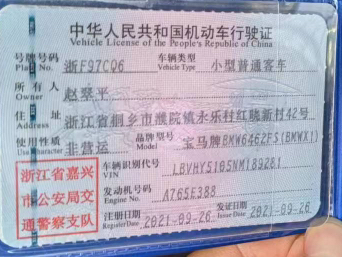 中华人民共和国机动车行驶证
Vehicle License of the People's Republic of China
号牌号码 浙F97CQ6 车辆类型 小型普通客车
Plate No. Vehicle Type
所有人 赵翠平
Owner
住址 浙江省桐乡市濮院镇永乐村红晓新村42号
Address
使用性质 非营运 品牌型号 宝马牌BMW6462FS(BMWX1)
Use Character Model
浙江省嘉兴
市公安局交
通警察支队
车辆识别代号 LBVHY5105NM189281
VIN
发动机号码 A765E388
Engine No.
注册日期 2021-09-26 发证日期 2021-09-26
Register Date Issue Date